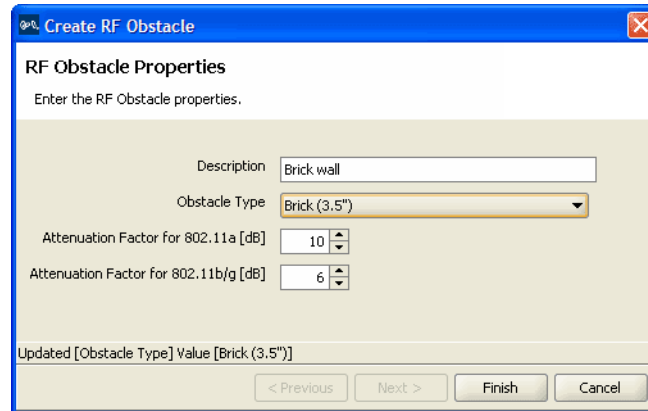 Create RF Obstacle
RF Obstacle Properties
Enter the RF Obstacle properties.
Description Brick wall
Obstacle Type Brick (3.5")
Attenuation Factor for 802.11a [dB] 10
Attenuation Factor for 802.11b/g [dB] 6
Updated [Obstacle Type] Value [Brick (3.5")]
< Previous Next > Finish Cancel